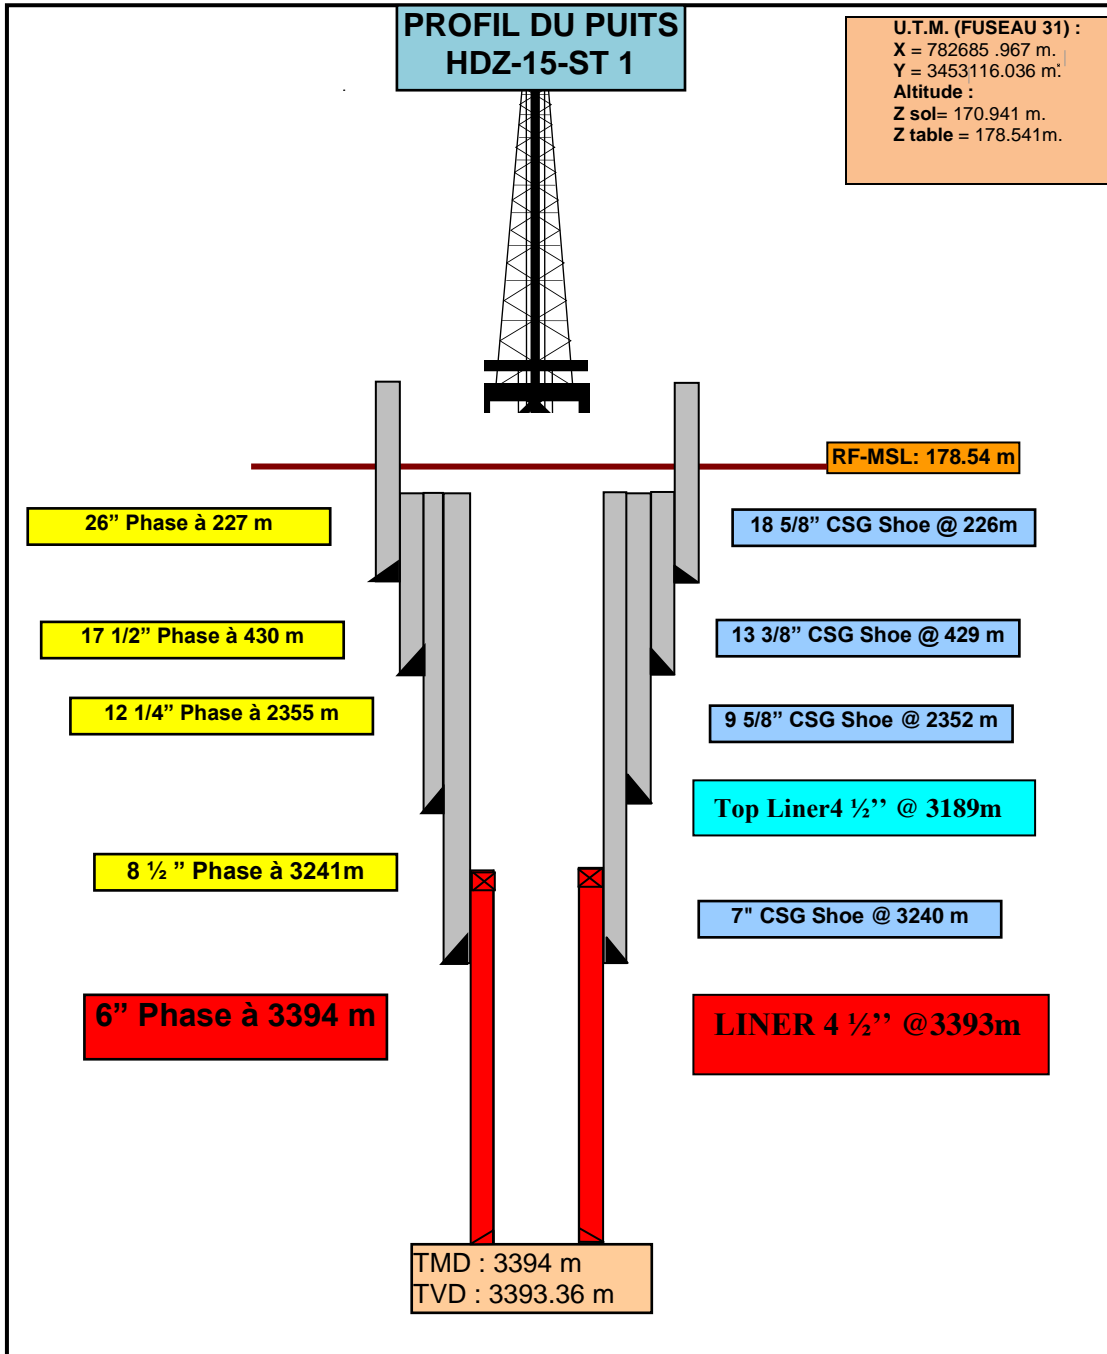 PROFIL DU PUITS
HDZ-15-ST 1
U.T.M. (FUSEAU 31) :
X = 782685 .967 m.
Y = 3453116.036 m.
Altitude :
Z sol= 170.941 m.
Z table = 178.541m.
RF-MSL: 178.54 m
26” Phase à 227 m
18 5/8” CSG Shoe @ 226m
17 1/2” Phase à 430 m
13 3/8” CSG Shoe @ 429 m
12 1/4” Phase à 2355 m
9 5/8” CSG Shoe @ 2352 m
Top Liner4 ½’’ @ 3189m
8 ½ ” Phase à 3241m
7" CSG Shoe @ 3240 m
6” Phase à 3394 m
LINER 4 ½’’ @3393m
TMD : 3394 m
TVD : 3393.36 m